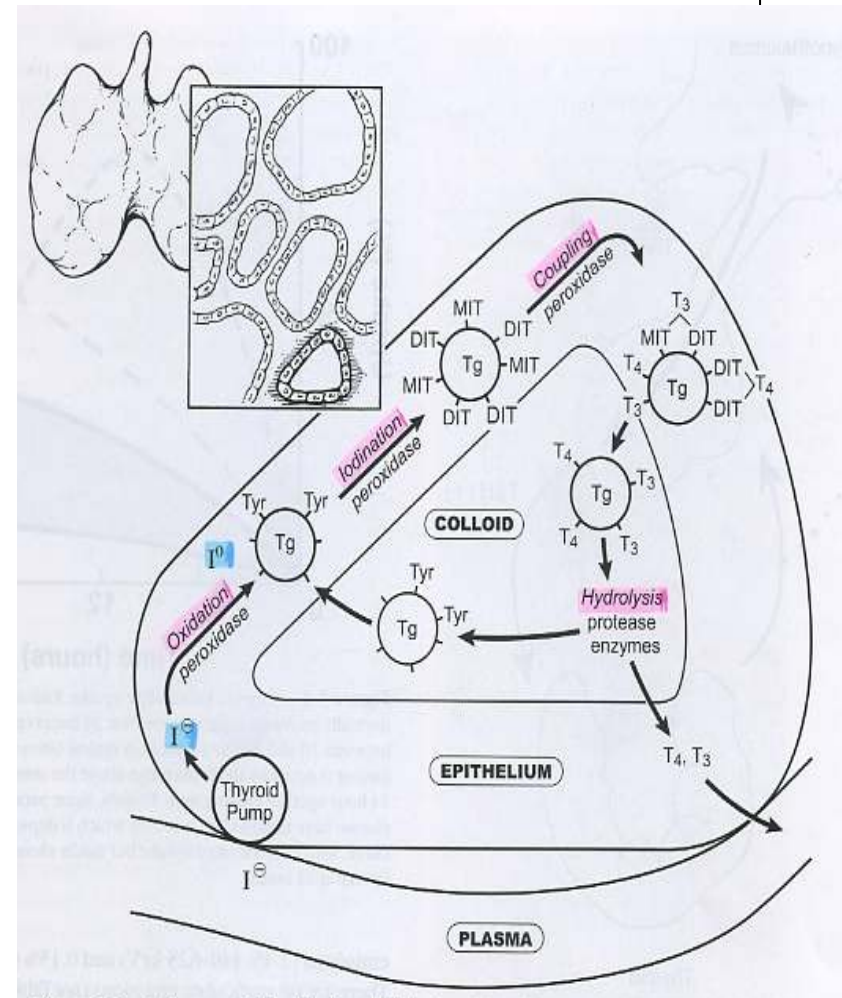 Coupling
peroxidase
MIT
DIT
DIT
Tg
MIT
MIT
DIT
DIT
T₃
MIT
DIT
T₄
Tg
DIT
T₄
T₃
DIT
Iodination
peroxidase
T₄
Tg
T₃
T₄
T₃
Tyr
Tyr
Tg
I⁰
COLLOID
Oxidation
peroxidase
Tyr
Tyr
Tg
Hydrolysis
protease
enzymes
I⊖
T₄, T₃
Thyroid
Pump
EPITHELIUM
I⊖
PLASMA